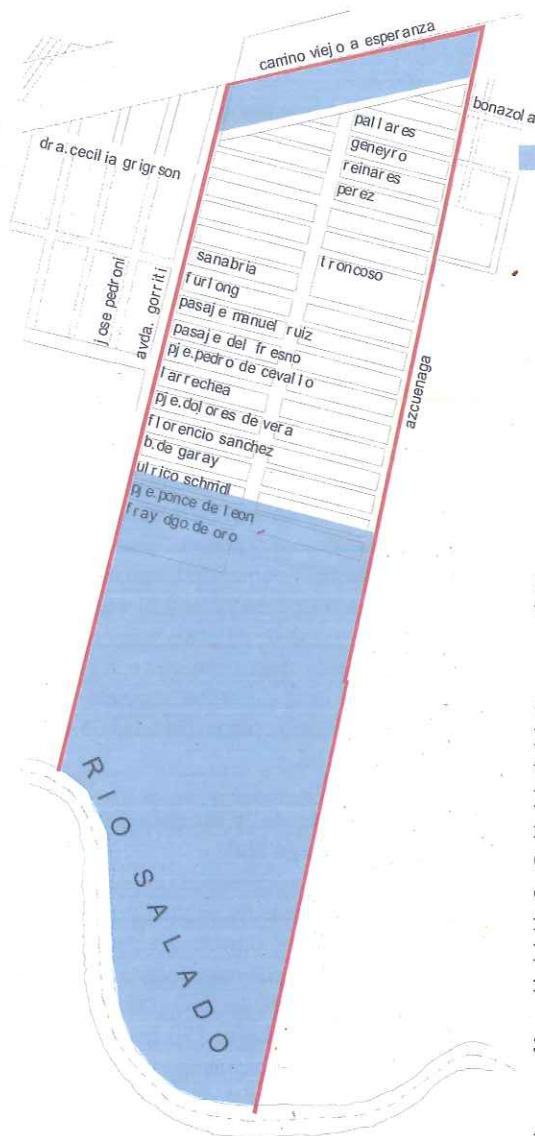 camino viejo a esperanza
bonazola
pallares
geneyro
reinares
perez
dra.cecilia grigrson
troncoso
sanabria
furlong
jose pedroni
avda. gorriti
pasaje manuel ruiz
pasaje del fresno
pje.pedro de cevallo
larrechea
azcuenaga
pje.dolores de vera
florencio sanchez
b.de garay
ulrico schmidl
pje.ponce de leon
fray dgo.de oro
RIO SALADO